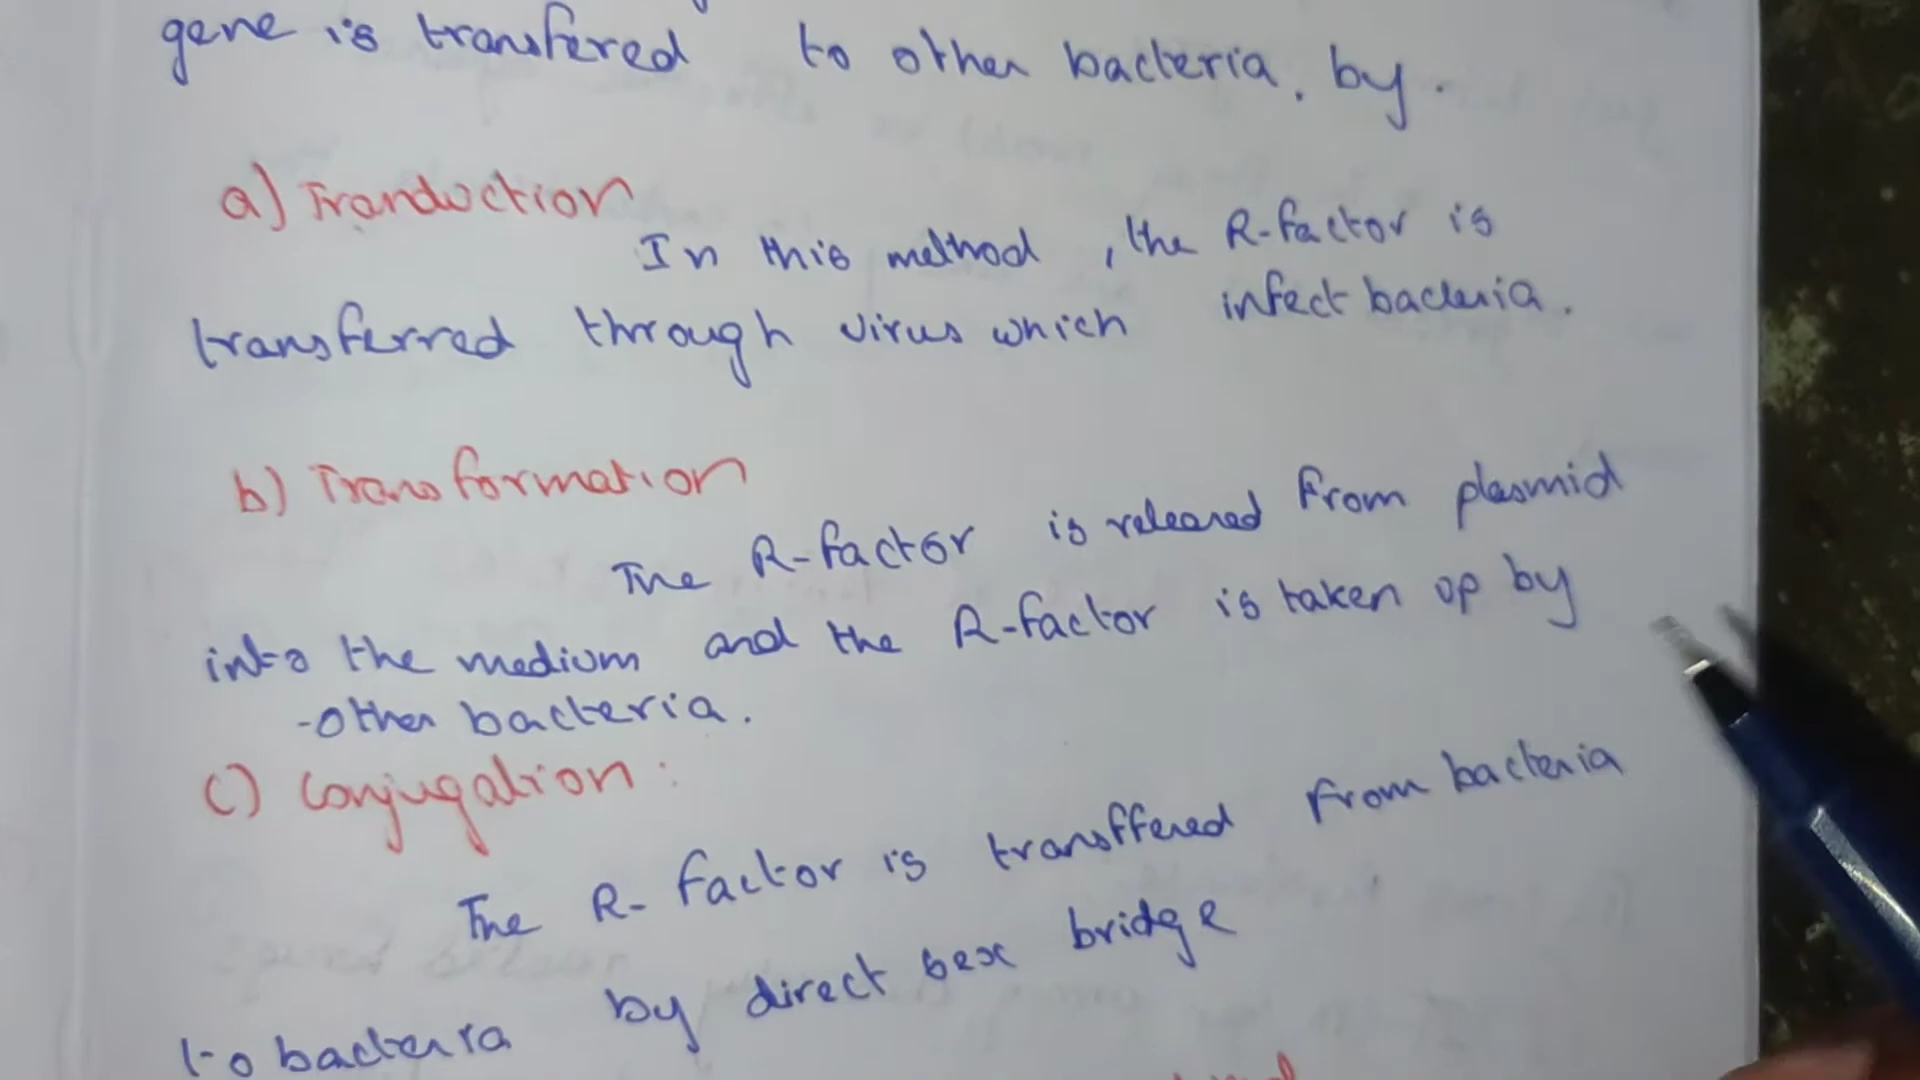 gene is transfered to other bacteria. by.
a) Tranduction
In this method, the R-factor is
transferred through virus which infect bacteria.
b) Transformation
The R-factor is released from plasmid
into the medium and the R-factor is taken up by
-other bacteria.
c) Conjugation:
The R-factor is transffered from bacteria
to bacteria by direct sex bridge